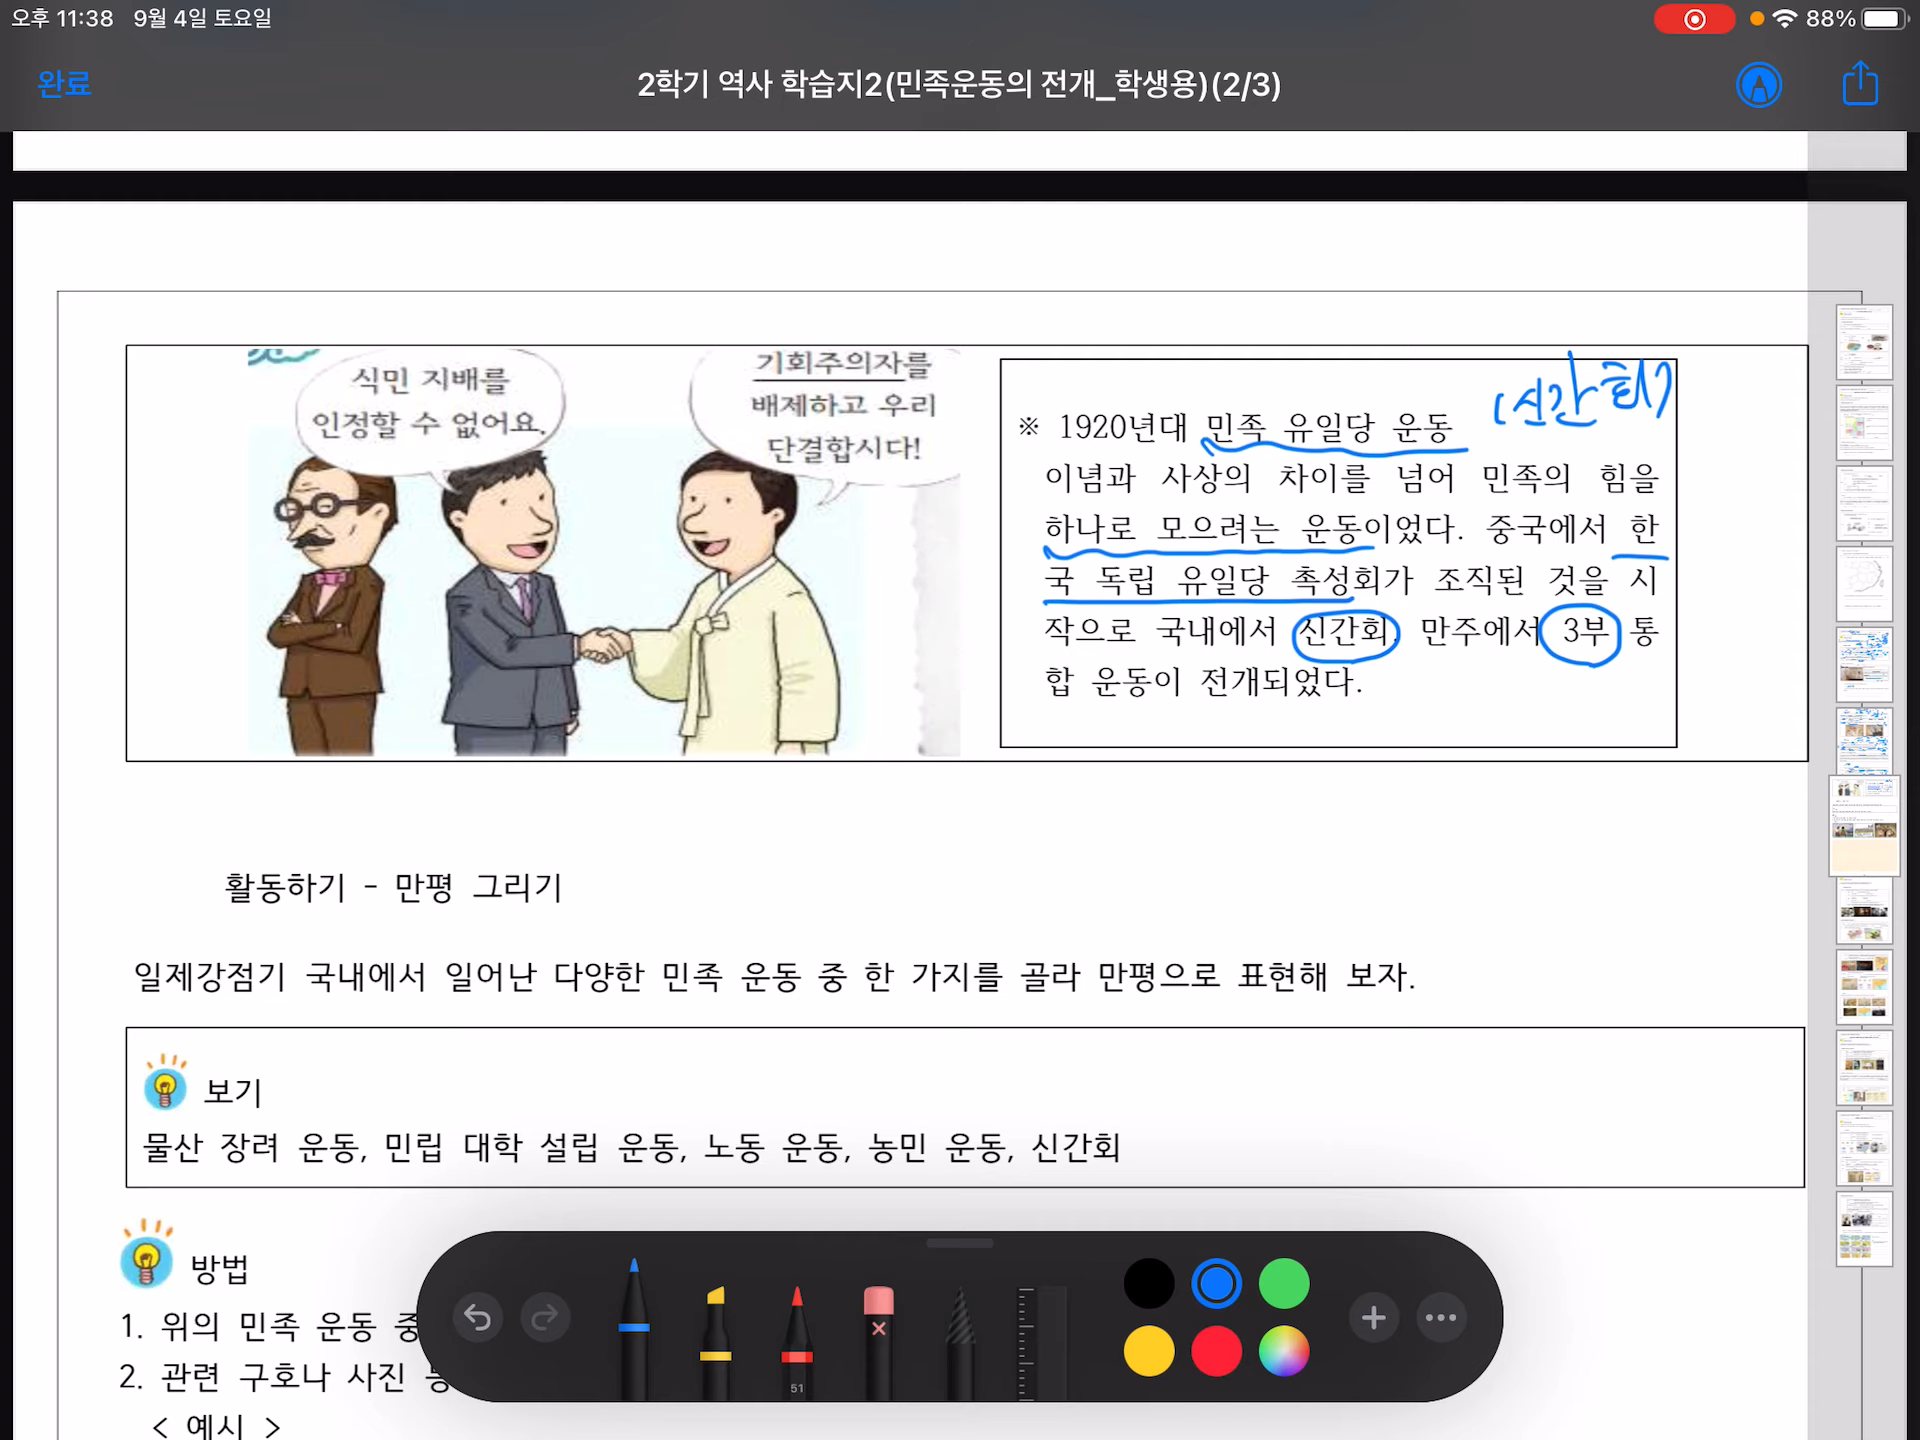 오후 11:38 9월 4일 토요일
88%
완료
2학기 역사 학습지2(민족운동의 전개_학생용)(2/3)
식민 지배를
인정할 수 없어요.
기회주의자를
배제하고 우리
단결합시다!
(신간회)
※ 1920년대 민족 유일당 운동
이념과 사상의 차이를 넘어 민족의 힘을
하나로 모으려는 운동이었다. 중국에서 한
국 독립 유일당 촉성회가 조직된 것을 시
작으로 국내에서 신간회, 만주에서 3부 통
합 운동이 전개되었다.
활동하기 - 만평 그리기
일제강점기 국내에서 일어난 다양한 민족 운동 중 한 가지를 골라 만평으로 표현해 보자.
보기
물산 장려 운동, 민립 대학 설립 운동, 노동 운동, 농민 운동, 신간회
방법
1. 위의 민족 운동 중
2. 관련 구호나 사진 등
< 예시 >
51